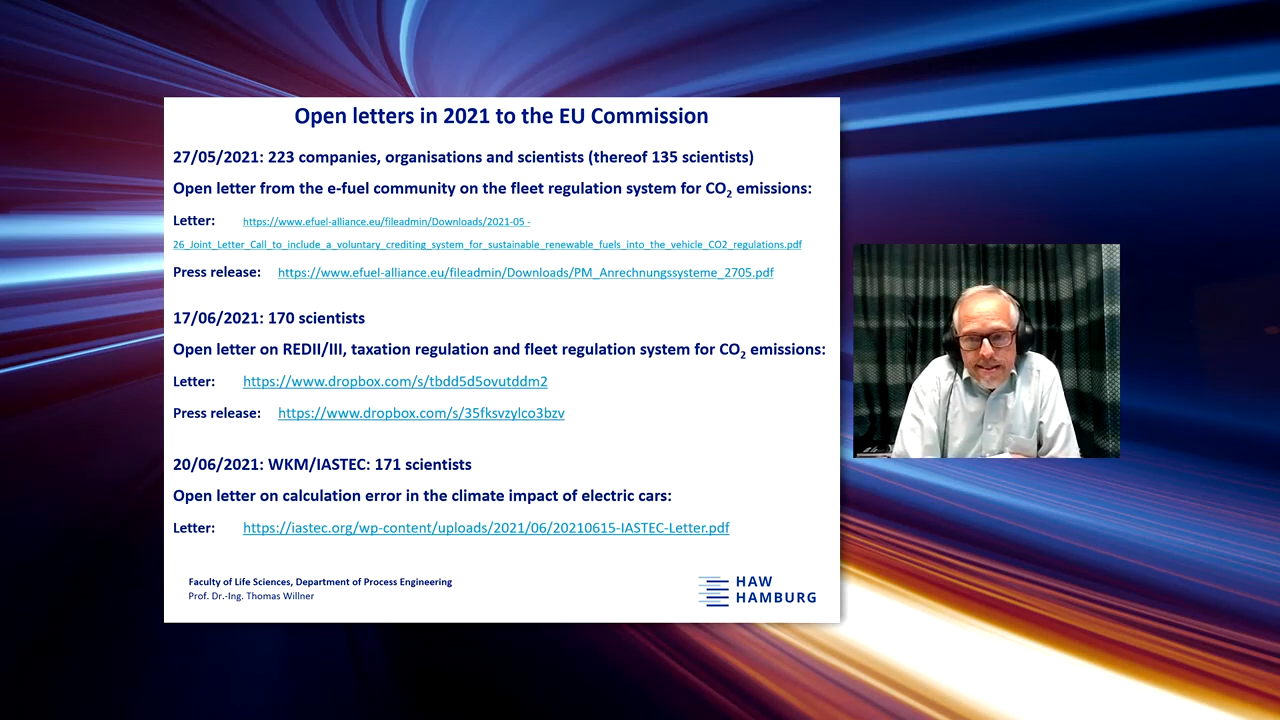 Open letters in 2021 to the EU Commission
27/05/2021: 223 companies, organisations and scientists (thereof 135 scientists)
Open letter from the e-fuel community on the fleet regulation system for CO2 emissions:
Letter: https://www.efuel-alliance.eu/fileadmin/Downloads/2021-05 -
26_Joint_Letter_Call_to_include_a_voluntary_crediting_system_for_sustainable_renewable_fuels_into_the_vehicle_CO2_regulations.pdf
Press release: https://www.efuel-alliance.eu/fileadmin/Downloads/PM_Anrechnungssysteme_2705.pdf
17/06/2021: 170 scientists
Open letter on REDII/III, taxation regulation and fleet regulation system for CO2 emissions:
Letter: https://www.dropbox.com/s/tbdd5d5ovutddm2
Press release: https://www.dropbox.com/s/35fksvzylco3bzv
20/06/2021: WKM/IASTEC: 171 scientists
Open letter on calculation error in the climate impact of electric cars:
Letter: https://iastec.org/wp-content/uploads/2021/06/20210615-IASTEC-Letter.pdf
Faculty of Life Sciences, Department of Process Engineering
Prof. Dr.-Ing. Thomas Willner
HAW
HAMBURG